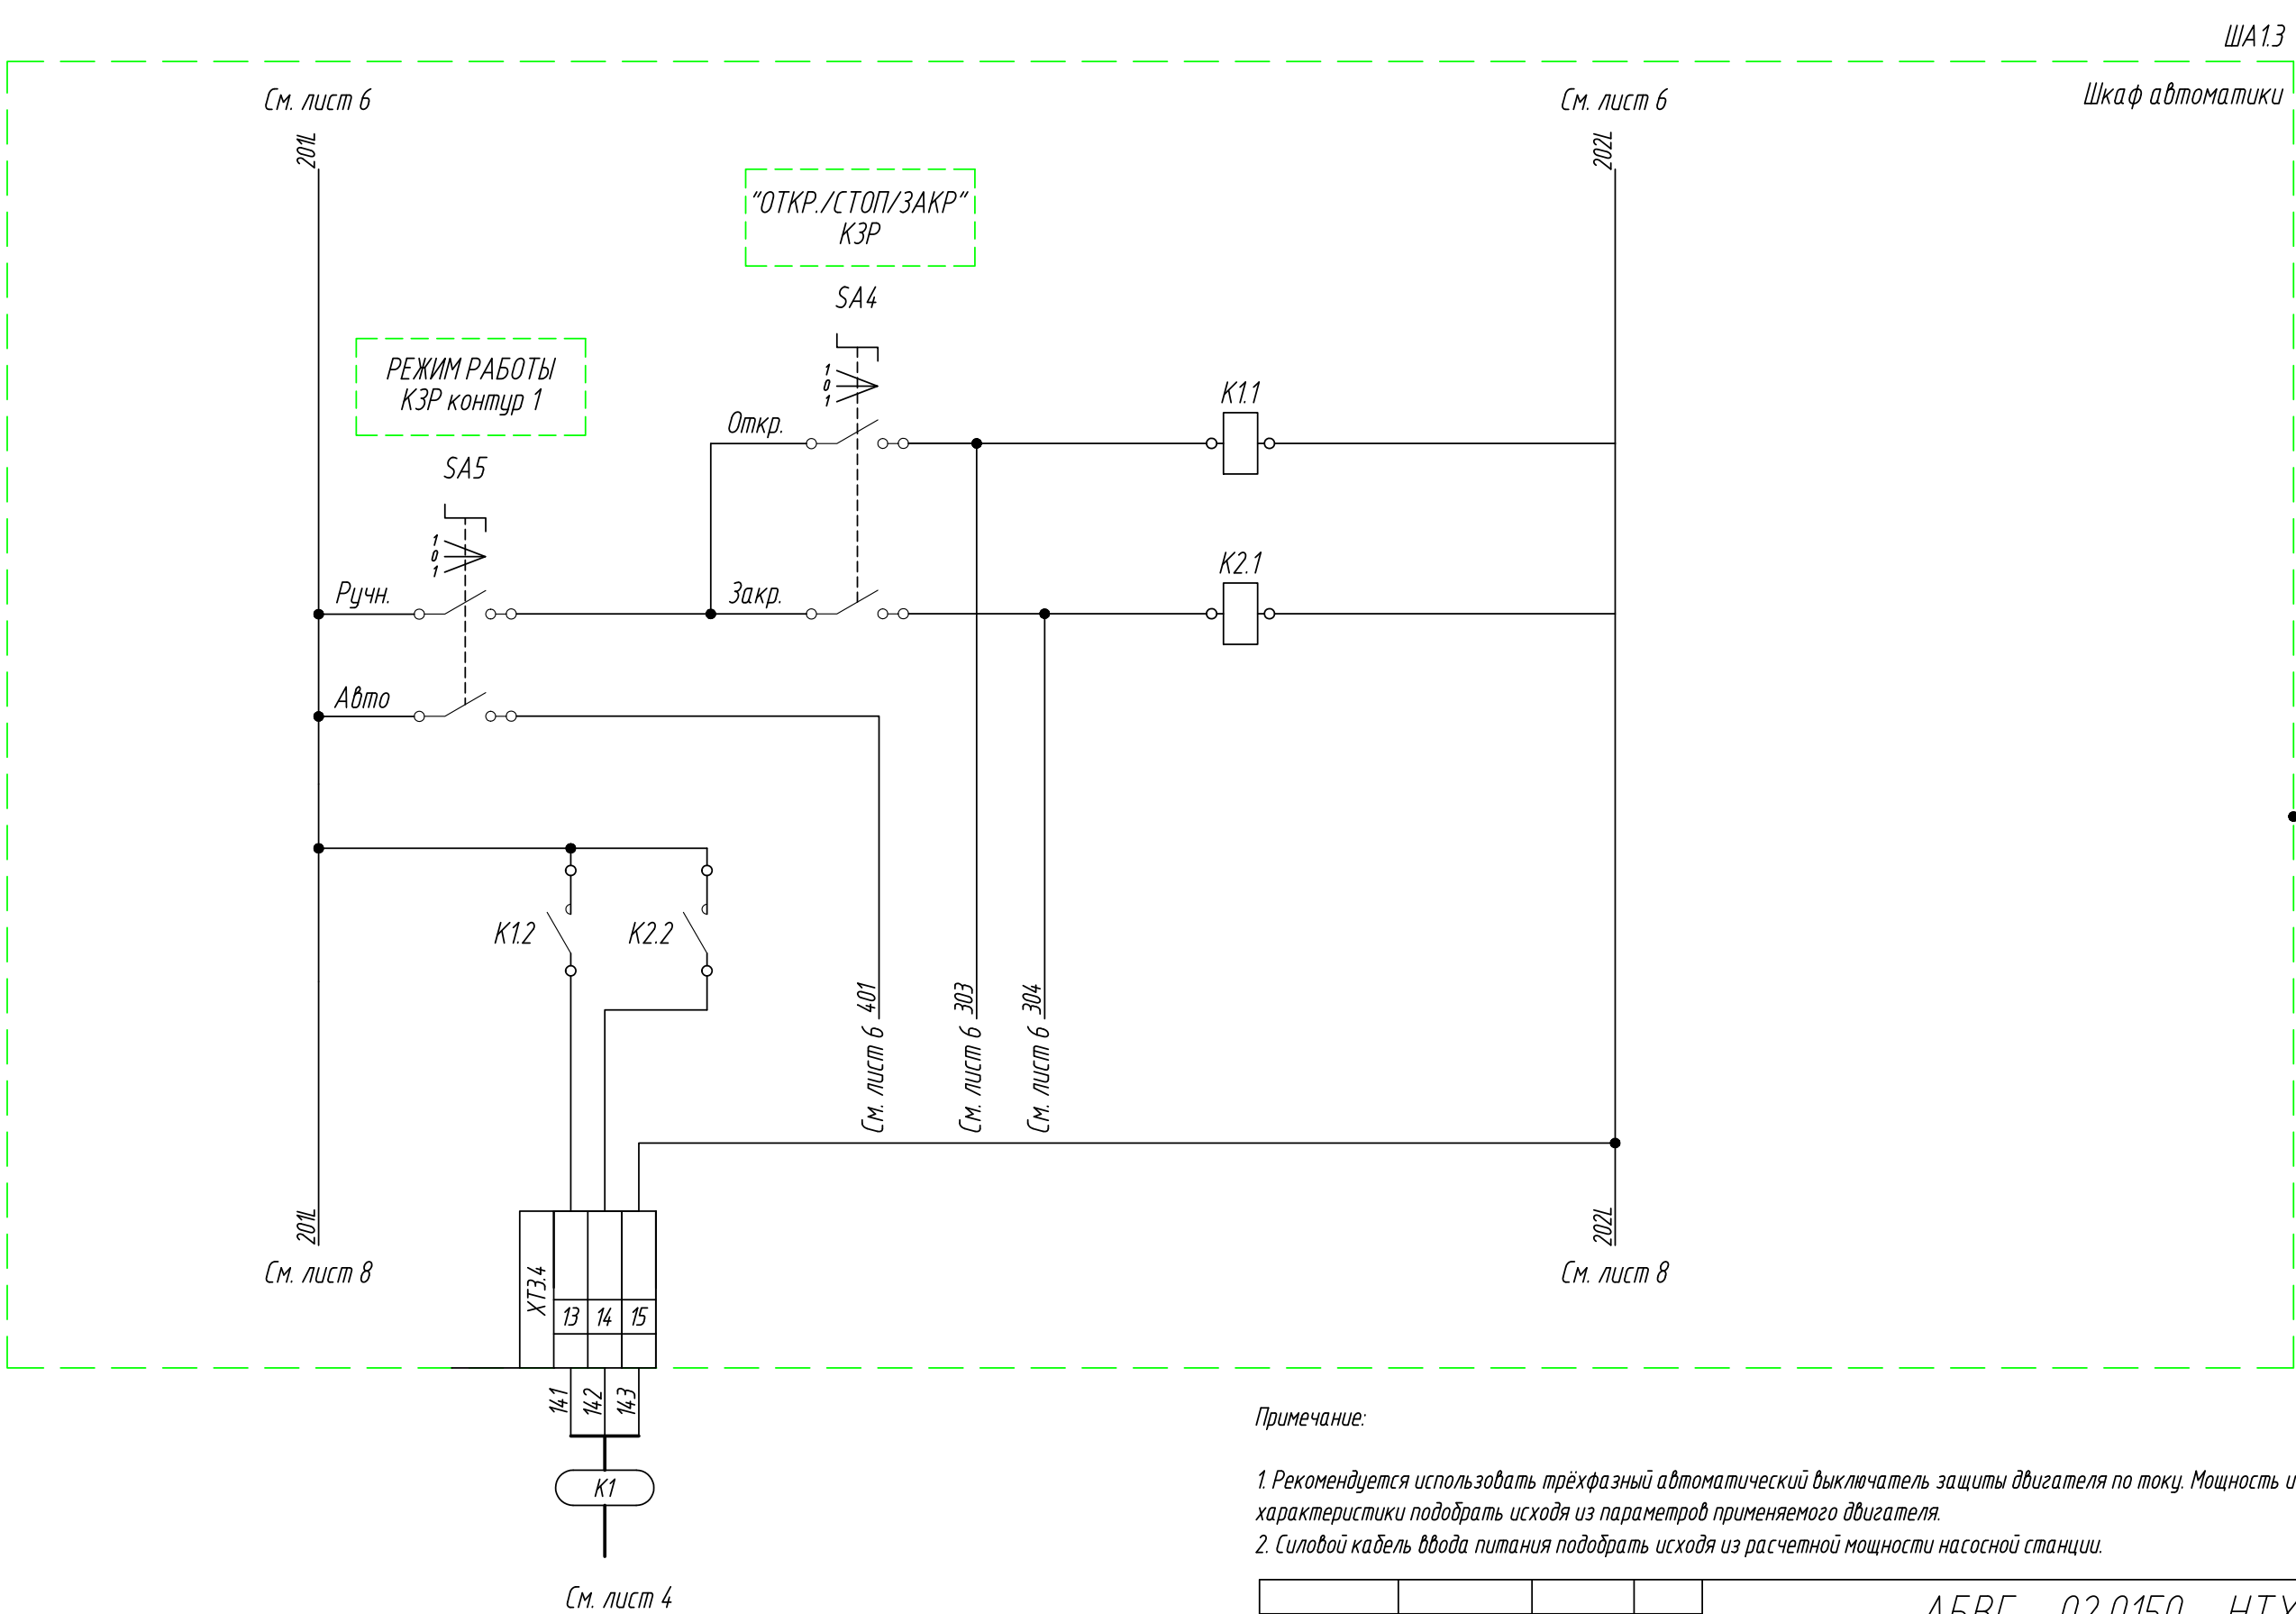 ША1.3
См. лист 6
См. лист 6
Шкаф автоматики
201L
202L
"ОТКР./СТОП/ЗАКР"
КЗР
SA4
РЕЖИМ РАБОТЫ
КЗР контур 1
1
0
1
К1.1
Откр.
SA5
1
0
1
К2.1
Ручн.
Закр.
Авто
К1.2
К2.2
См. лист 6 401
См. лист 6 303
См. лист 6 304
201L
202L
См. лист 8
См. лист 8
XT3.4
13
14
15
141
142
143
Примечание:
К1
1. Рекомендуется использовать трёхфазный автоматический выключатель защиты двигателя по току. Мощность и
характеристики подобрать исходя из параметров применяемого двигателя.
2. Силовой кабель ввода питания подобрать исходя из расчетной мощности насосной станции.
См. лист 4